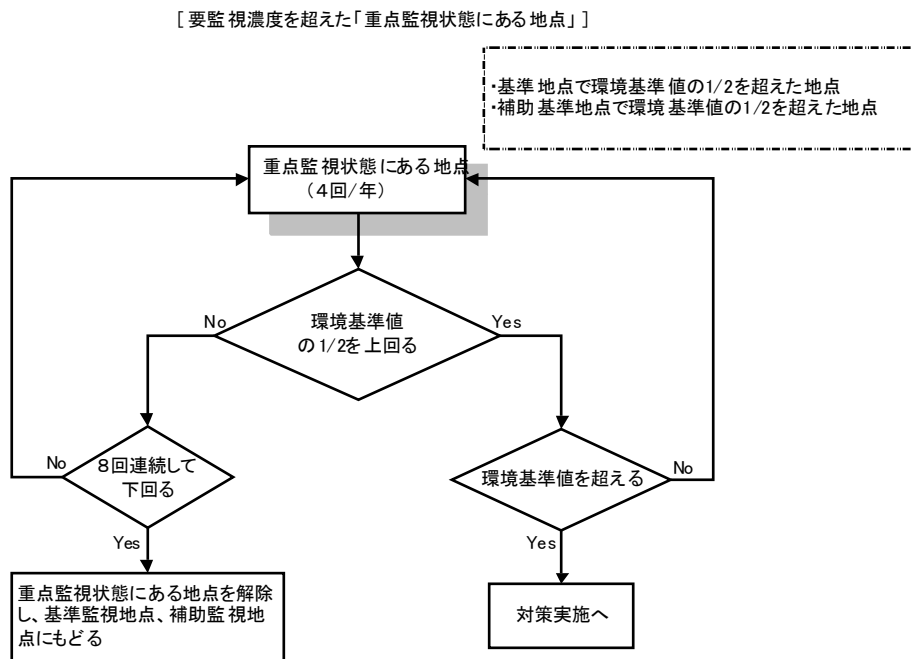 [要監視濃度を超えた「重点監視状態にある地点」]
・基準地点で環境基準値の1/2を超えた地点
・補助基準地点で環境基準値の1/2を超えた地点
重点監視状態にある地点
（４回/年）
No
環境基準値
の1/2を上回る
Yes
No
８回連続して
下回る
環境基準値を超える
No
Yes
Yes
重点監視状態にある地点を解除
し、基準監視地点、補助監視地
点にもどる
対策実施へ